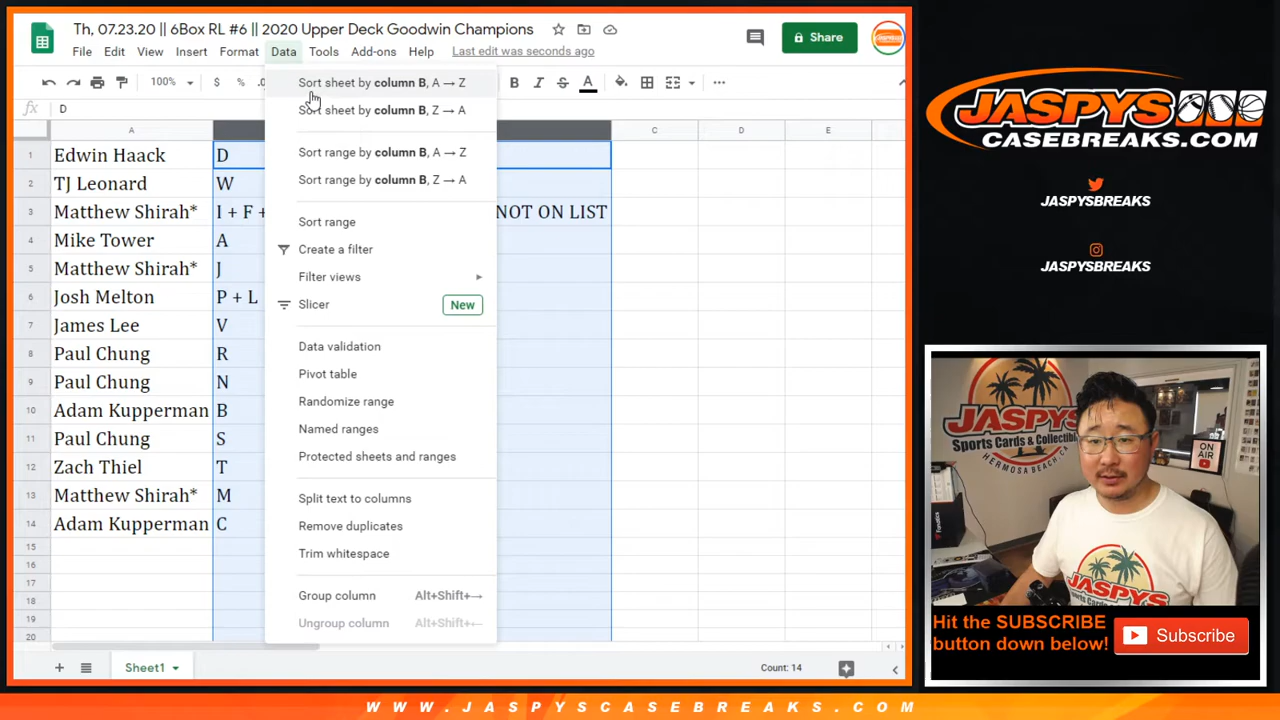 Th, 07.23.20 || 6Box RL #6 || 2020 Upper Deck Goodwin Champions
File Edit View Insert Format Data Tools Add-ons Help Last edit was seconds ago
Share
100% $ % .0 B I S A
fx D
A C D E
1 Edwin Haack D
2 TJ Leonard W
3 Matthew Shirah* I + F + NOT ON LIST
4 Mike Tower A
5 Matthew Shirah* J
6 Josh Melton P + L
7 James Lee V
8 Paul Chung R
9 Paul Chung N
10 Adam Kupperman B
11 Paul Chung S
12 Zach Thiel T
13 Matthew Shirah* M
14 Adam Kupperman C
15
16
17
18
19
20
Sort sheet by column B, A → Z
Sort sheet by column B, Z → A
Sort range by column B, A → Z
Sort range by column B, Z → A
Sort range
Create a filter
Filter views
Slicer New
Data validation
Pivot table
Randomize range
Named ranges
Protected sheets and ranges
Split text to columns
Remove duplicates
Trim whitespace
Group column Alt+Shift+→
Ungroup column Alt+Shift+←
Sheet1
Count: 14
JASPYS
CASEBREAKS.COM
JASPYSBREAKS
JASPYSBREAKS
JASPYS
Sports Cards & Collectibles
HERMOSA BEACH, CA
ON AIR
JASPYS
Hit the SUBSCRIBE
button down below!
Subscribe
WWW.JASPYSCASEBREAKS.COM